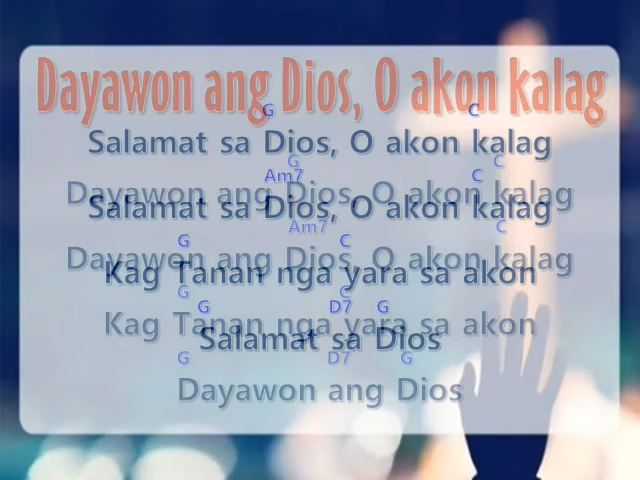 Dayawon ang Dios, O akon kalag
G C
Salamat sa Dios, O akon kalag
G C
Dayawon ang Dios, O akon kalag
Am7 C
Salamat sa Dios, O akon kalag
Am7 C
Dayawon ang Dios, O akon kalag
G C
Kag Tanan nga yara sa akon
G C
Kag Tanan nga yara sa akon
G D7 G
Salamat sa Dios
G D7 G
Dayawon ang Dios